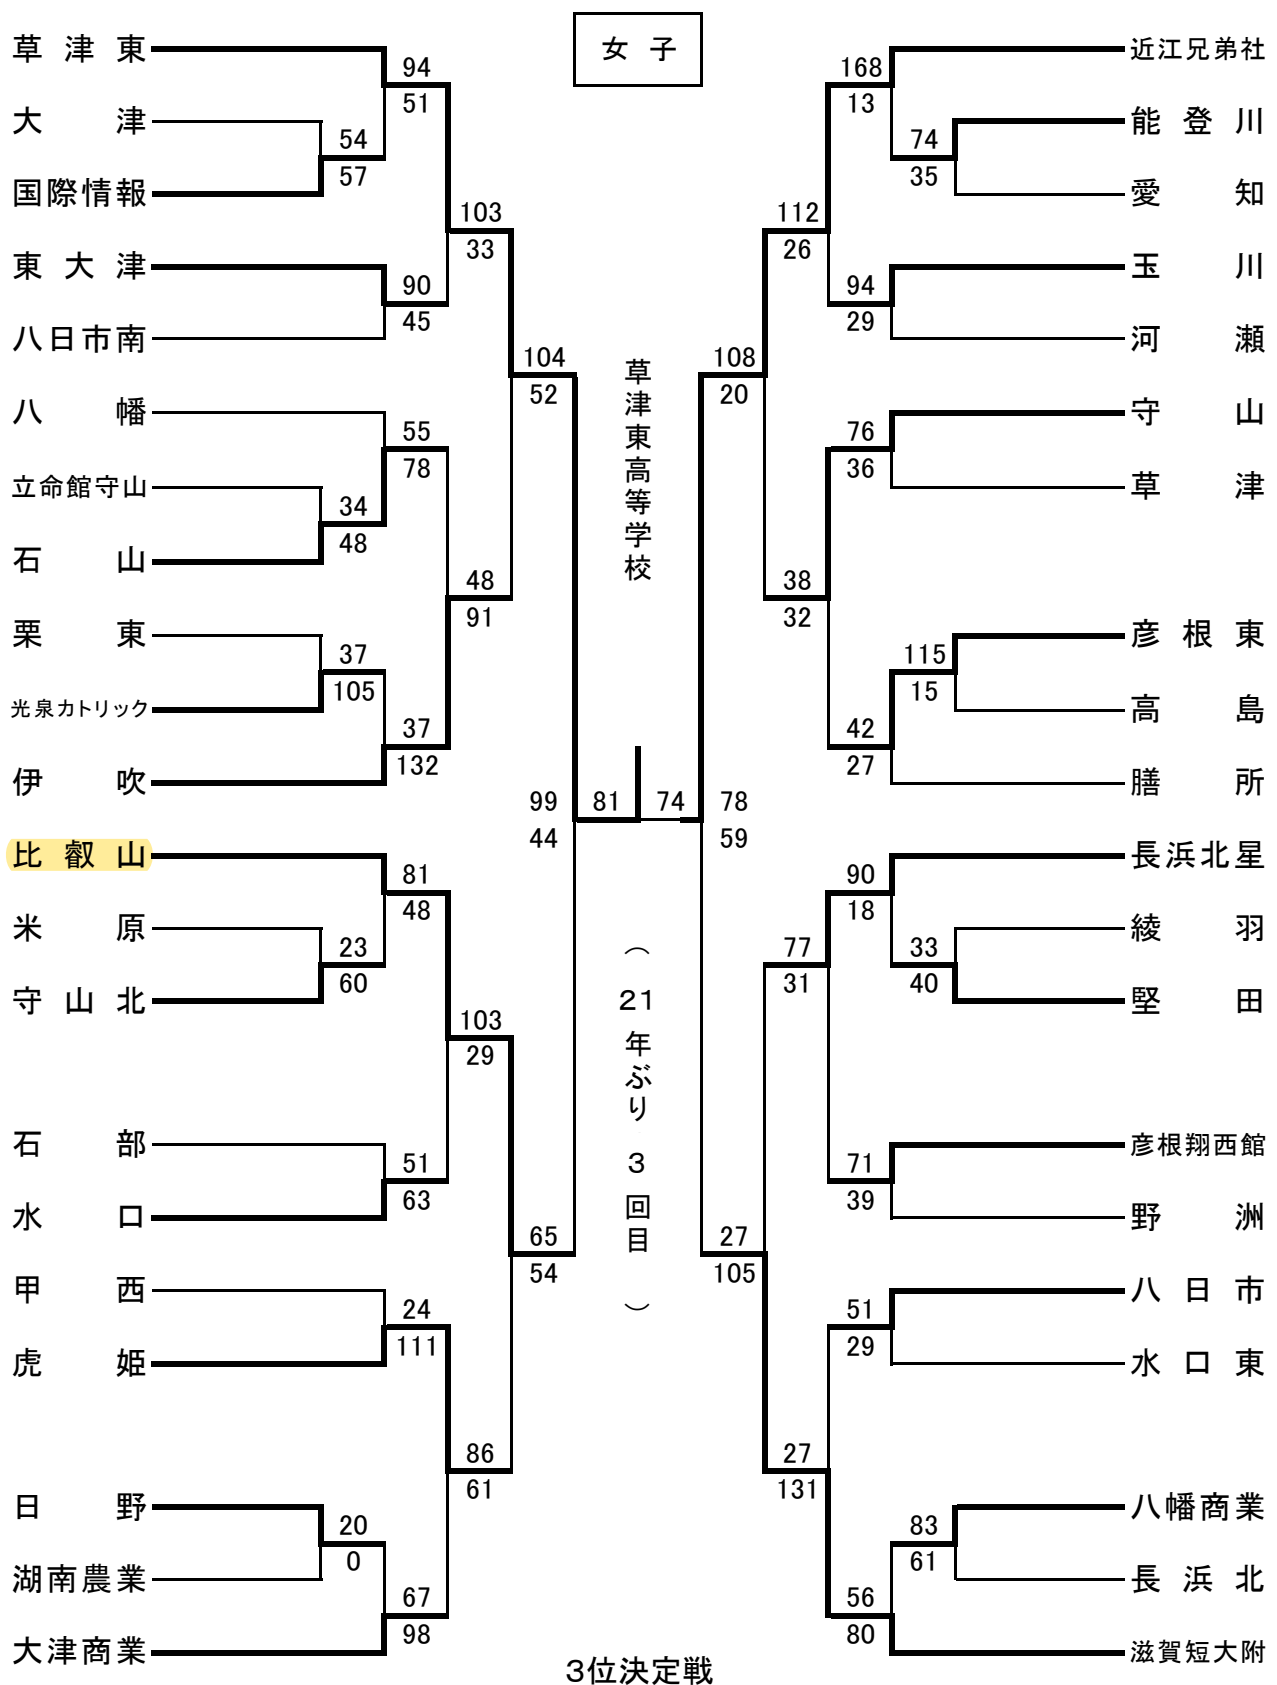 女子
草津東
94
51
大津
54
57
国際情報
103
33
東大津
90
45
八日市南
104
52
八幡
55
78
立命館守山
34
48
石山
48
91
栗東
37
105
光泉カトリック
37
132
伊吹
99
44
比叡山
81
48
米原
23
60
守山北
103
29
石部
51
63
水口
65
54
甲西
24
111
虎姫
86
61
日野
20
0
湖南農業
67
98
大津商業
草津東高等学校
81 74
(21年ぶり3回目)
近江兄弟社
168
13
能登川
74
35
愛知
112
26
玉川
94
29
河瀬
108
20
守山
76
36
草津
38
32
彦根東
115
15
高島
42
27
膳所
78
59
長浜北星
90
18
綾羽
33
40
堅田
77
31
彦根翔西館
71
39
野洲
27
105
八日市
51
29
水口東
27
131
八幡商業
83
61
長浜北
56
80
滋賀短大附
3位決定戦